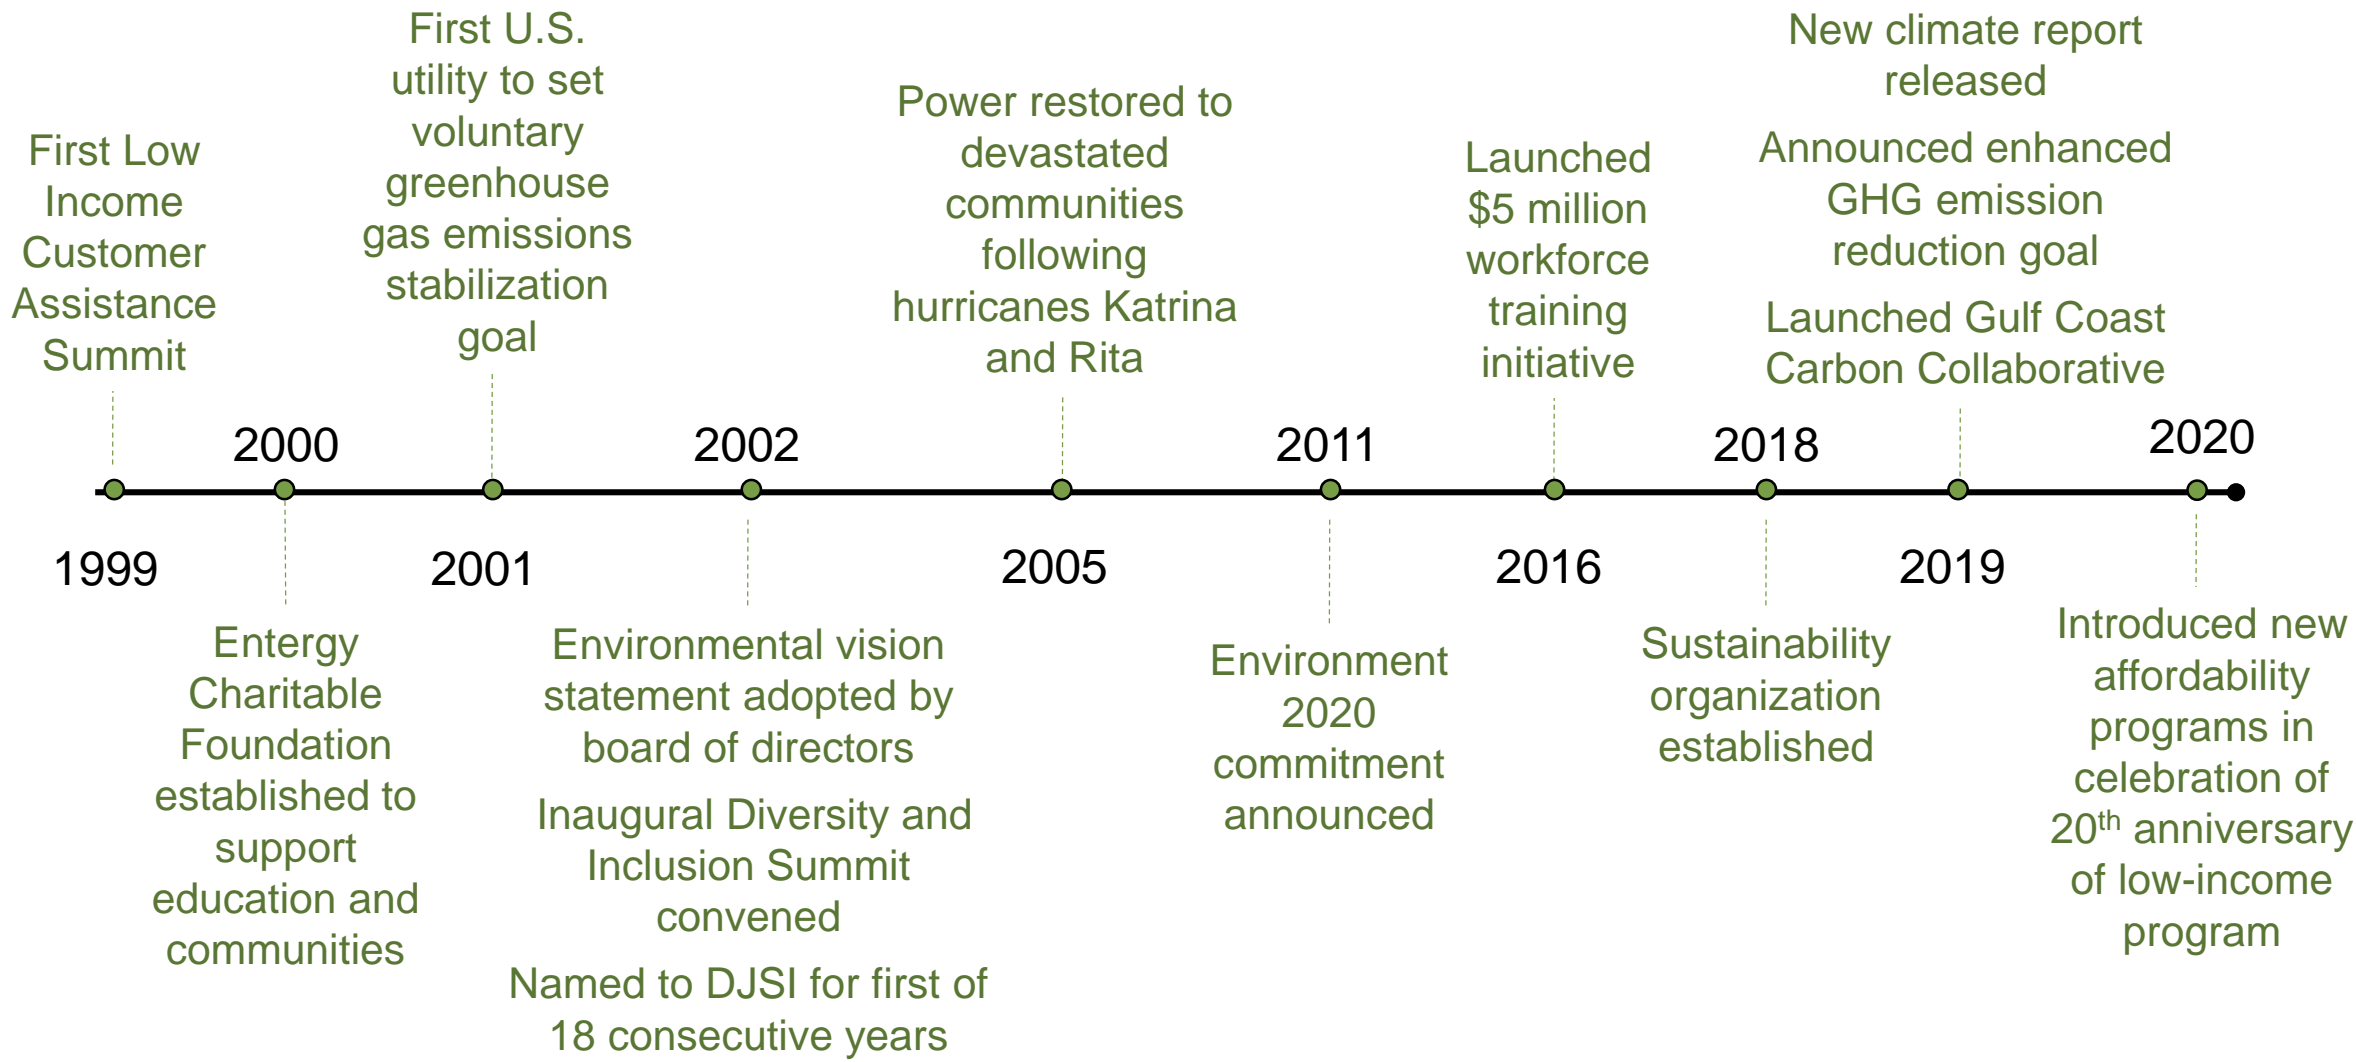 First Low
Income
Customer
Assistance
Summit
1999
2000
Entergy
Charitable
Foundation
established to
support
education and
communities
First U.S.
utility to set
voluntary
greenhouse
gas emissions
stabilization
goal
2001
2002
Environmental vision
statement adopted by
board of directors
Inaugural Diversity and
Inclusion Summit
convened
Named to DJSI for first of
18 consecutive years
Power restored to
devastated
communities
following
hurricanes Katrina
and Rita
2005
2011
Environment
2020
commitment
announced
Launched
$5 million
workforce
training
initiative
2016
2018
Sustainability
organization
established
New climate report
released
Announced enhanced
GHG emission
reduction goal
Launched Gulf Coast
Carbon Collaborative
2019
2020
Introduced new
affordability
programs in
celebration of
20th anniversary
of low-income
program